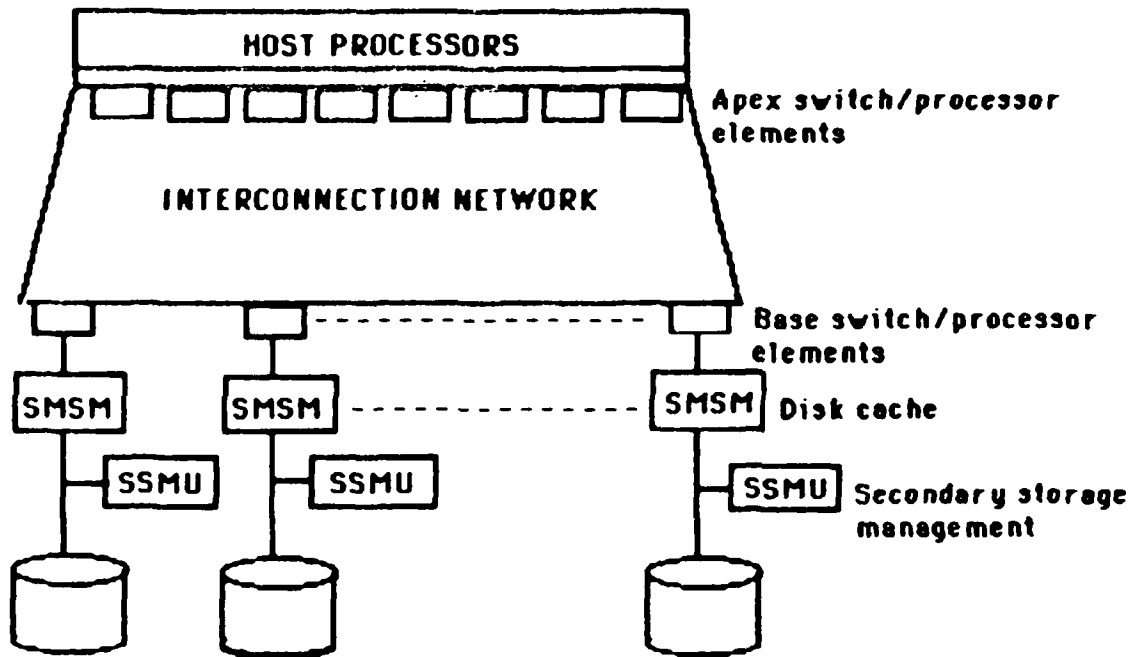 HOST PROCESSORS
Apex switch/processor
elements
INTERCONNECTION NETWORK
Base switch/processor
elements
SMSM
SMSM
SMSM
Disk cache
SSMU
SSMU
SSMU
Secondary storage
management